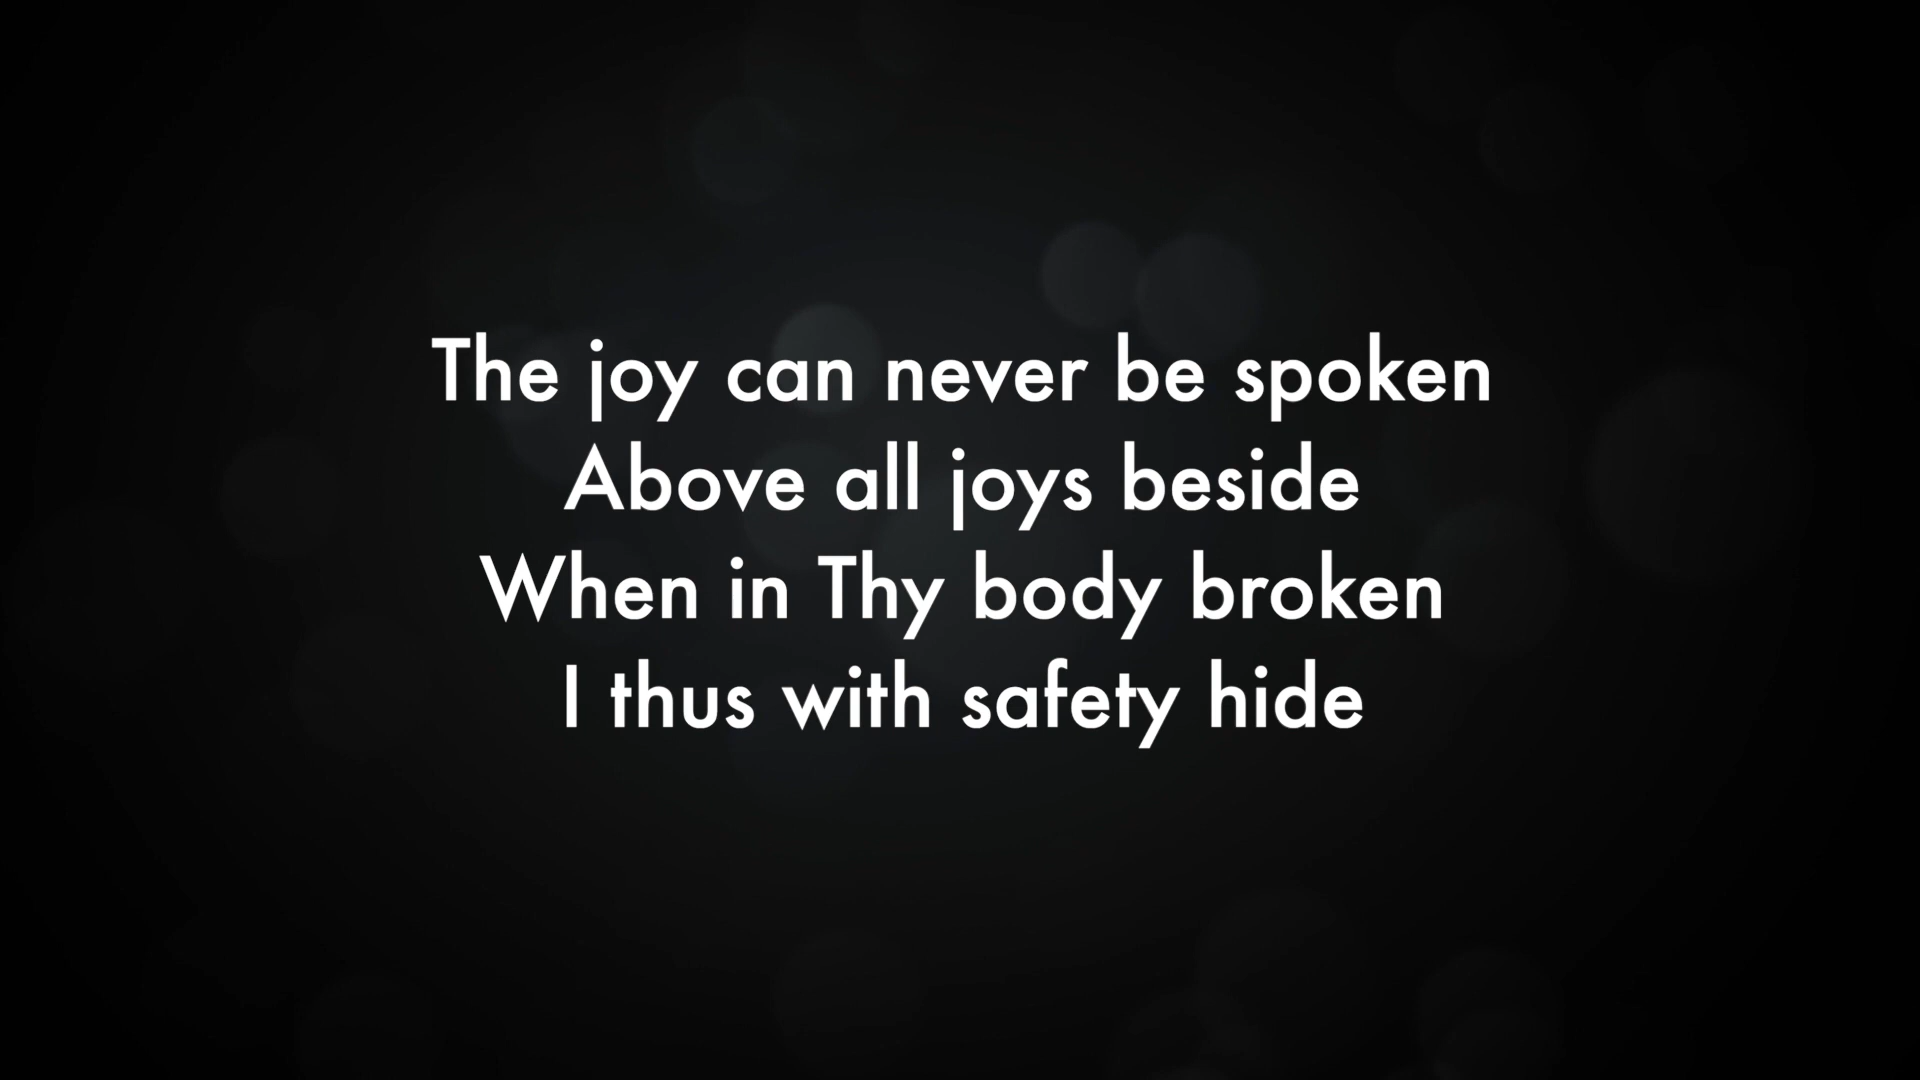 The joy can never be spoken
Above all joys beside
When in Thy body broken
I thus with safety hide